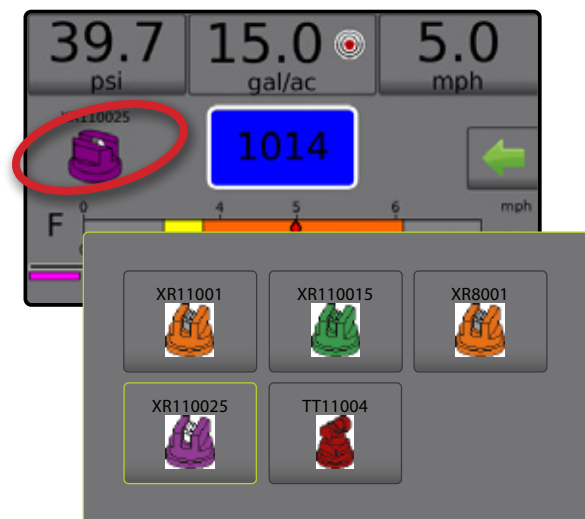 39.7 15.0 5.0
psi gal/ac mph
XR110025
1014
0 4 5 6 mph
F
XR11001 XR110015 XR8001
XR110025 TT11004